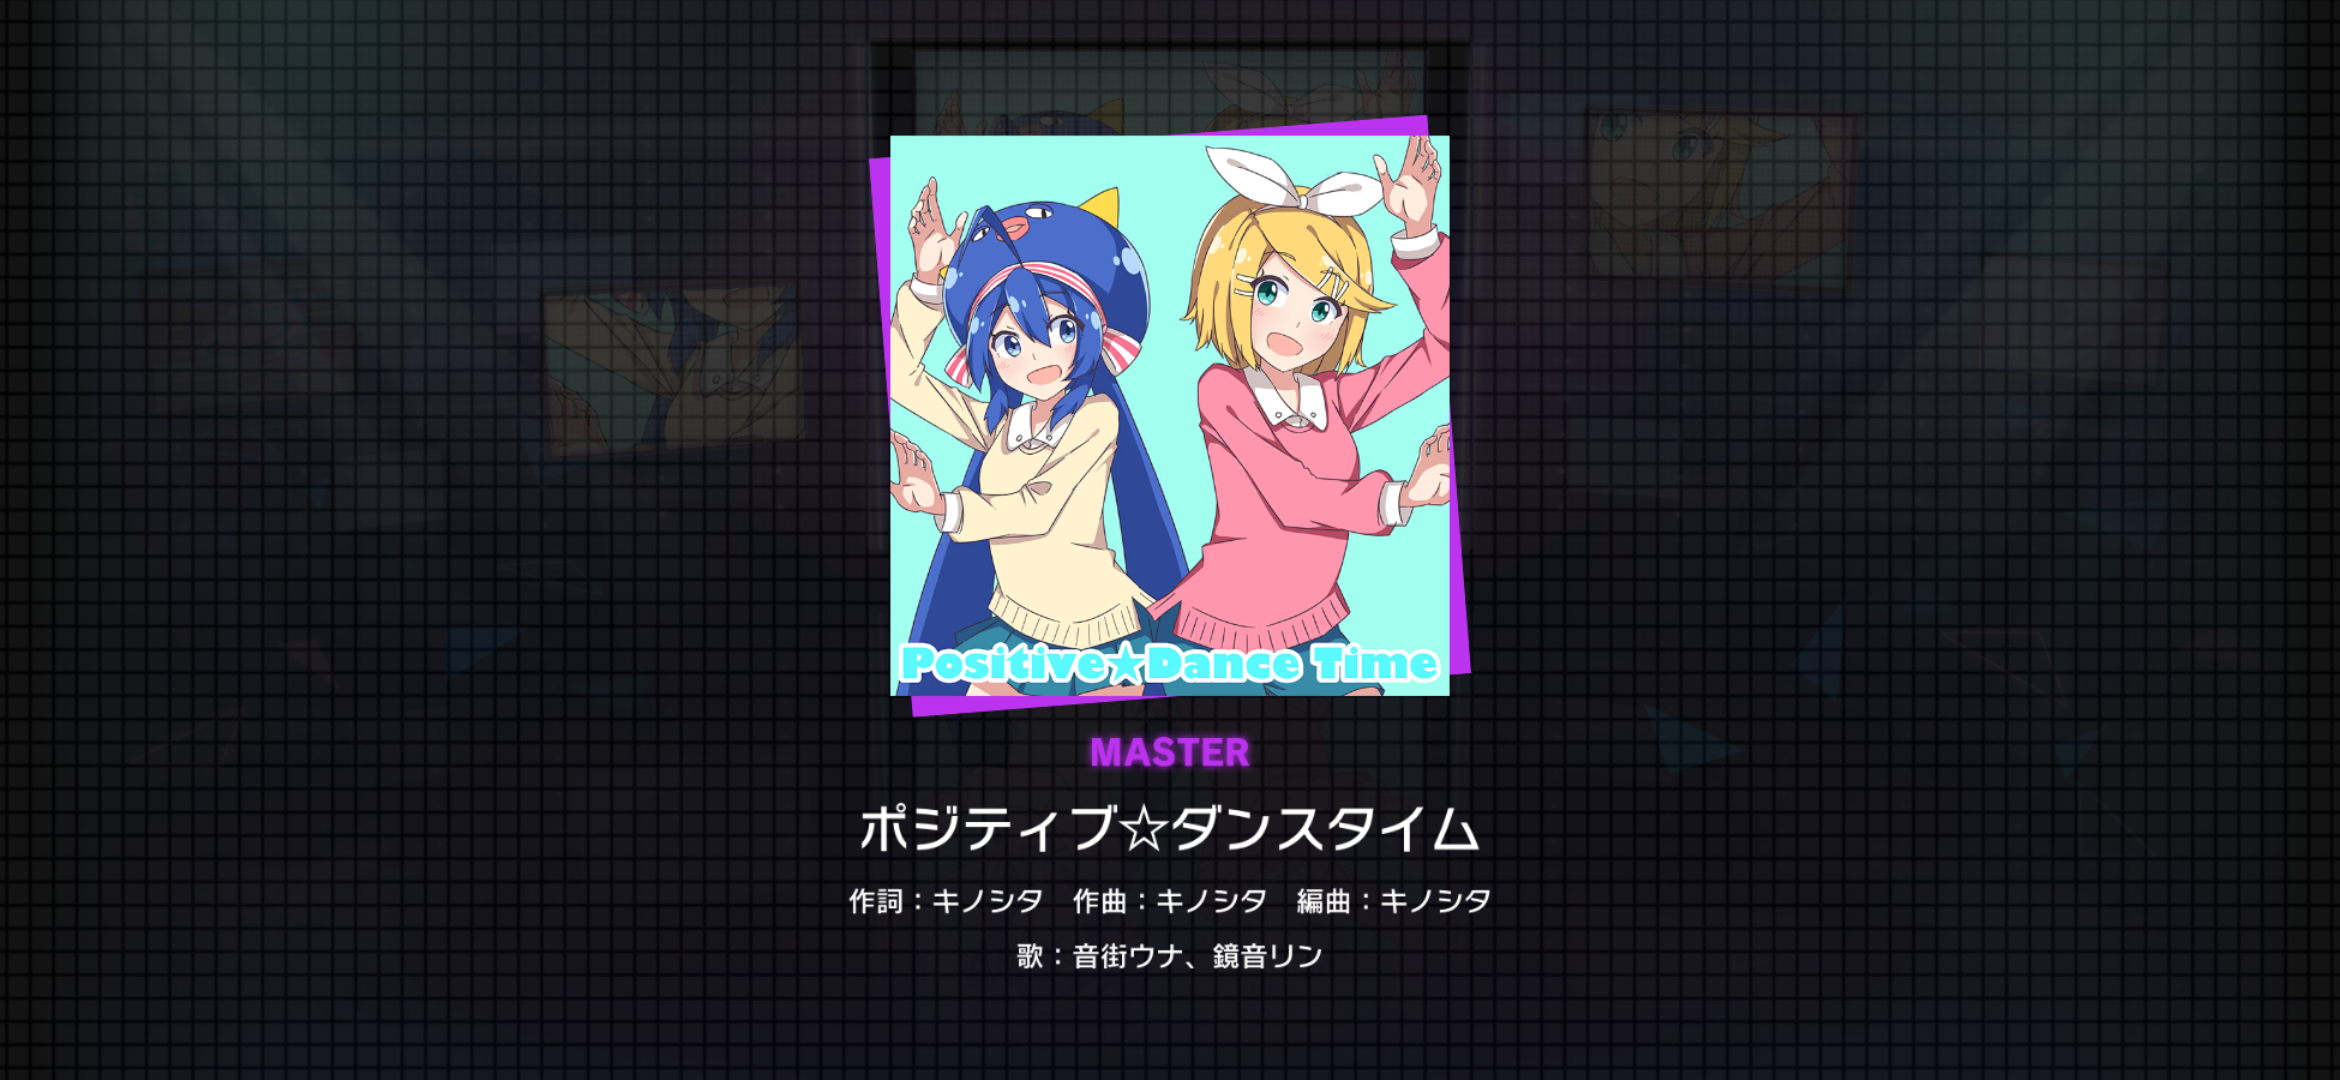 Positive★Dance Time
MASTER
ポジティブ☆ダンスタイム
作詞：キノシタ　作曲：キノシタ　編曲：キノシタ
歌：音街ウナ、鏡音リン